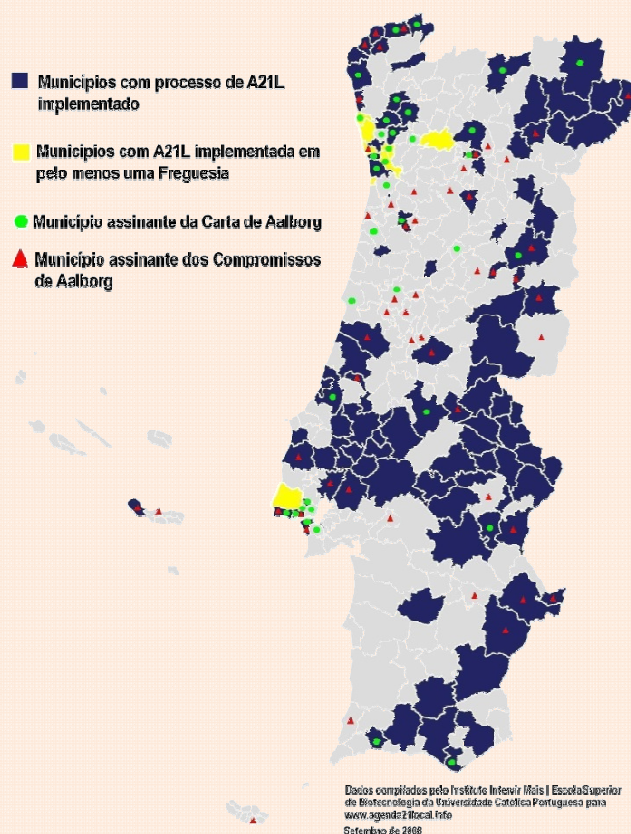 Municípios com processo de A21L
implementado
Municípios com A21L implementada em
pelo menos uma Freguesia
Município assinante da Carta de Aalborg
Município assinante dos Compromissos
de Aalborg
Dados compilados pelo Instituto Intervir Mais | Escola Superior
de Biotecnologia da Universidade Católica Portuguesa para
www.agenda21local.info
Setembro de